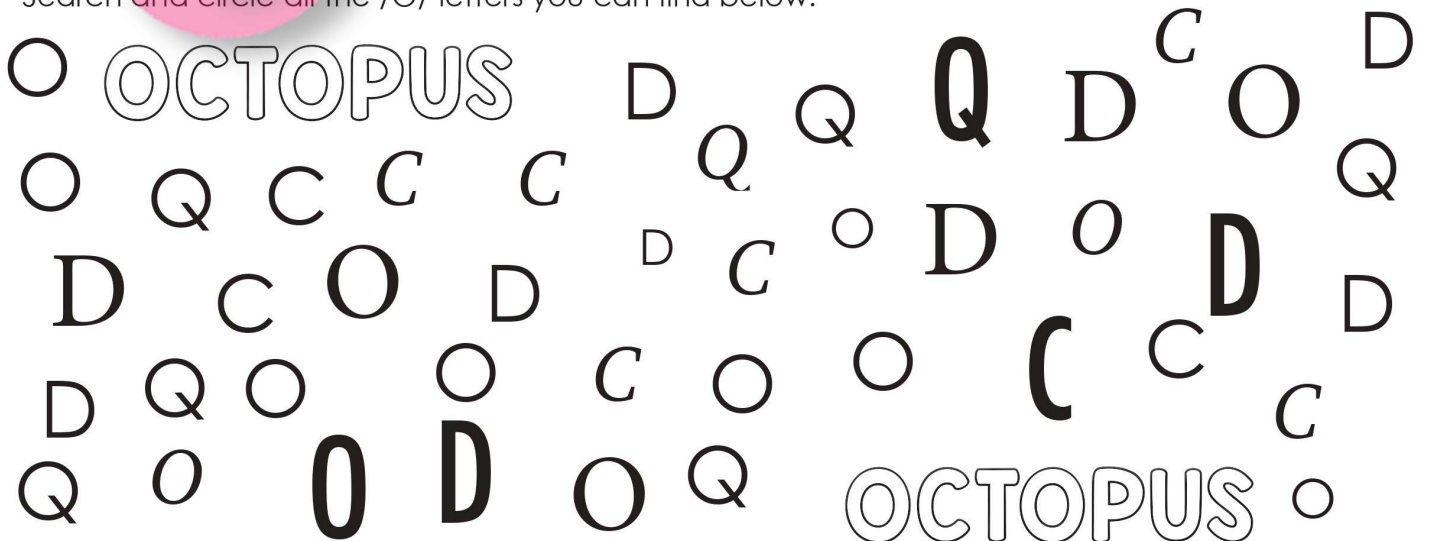 Search and circle all the /O/ letters you can find below.
O OCTOPUS D Q Q Q D C O D
O Q C C C D O D O D Q
D C O D D C O C C D
D Q O O C O C
Q O O D O Q OCTOPUS O